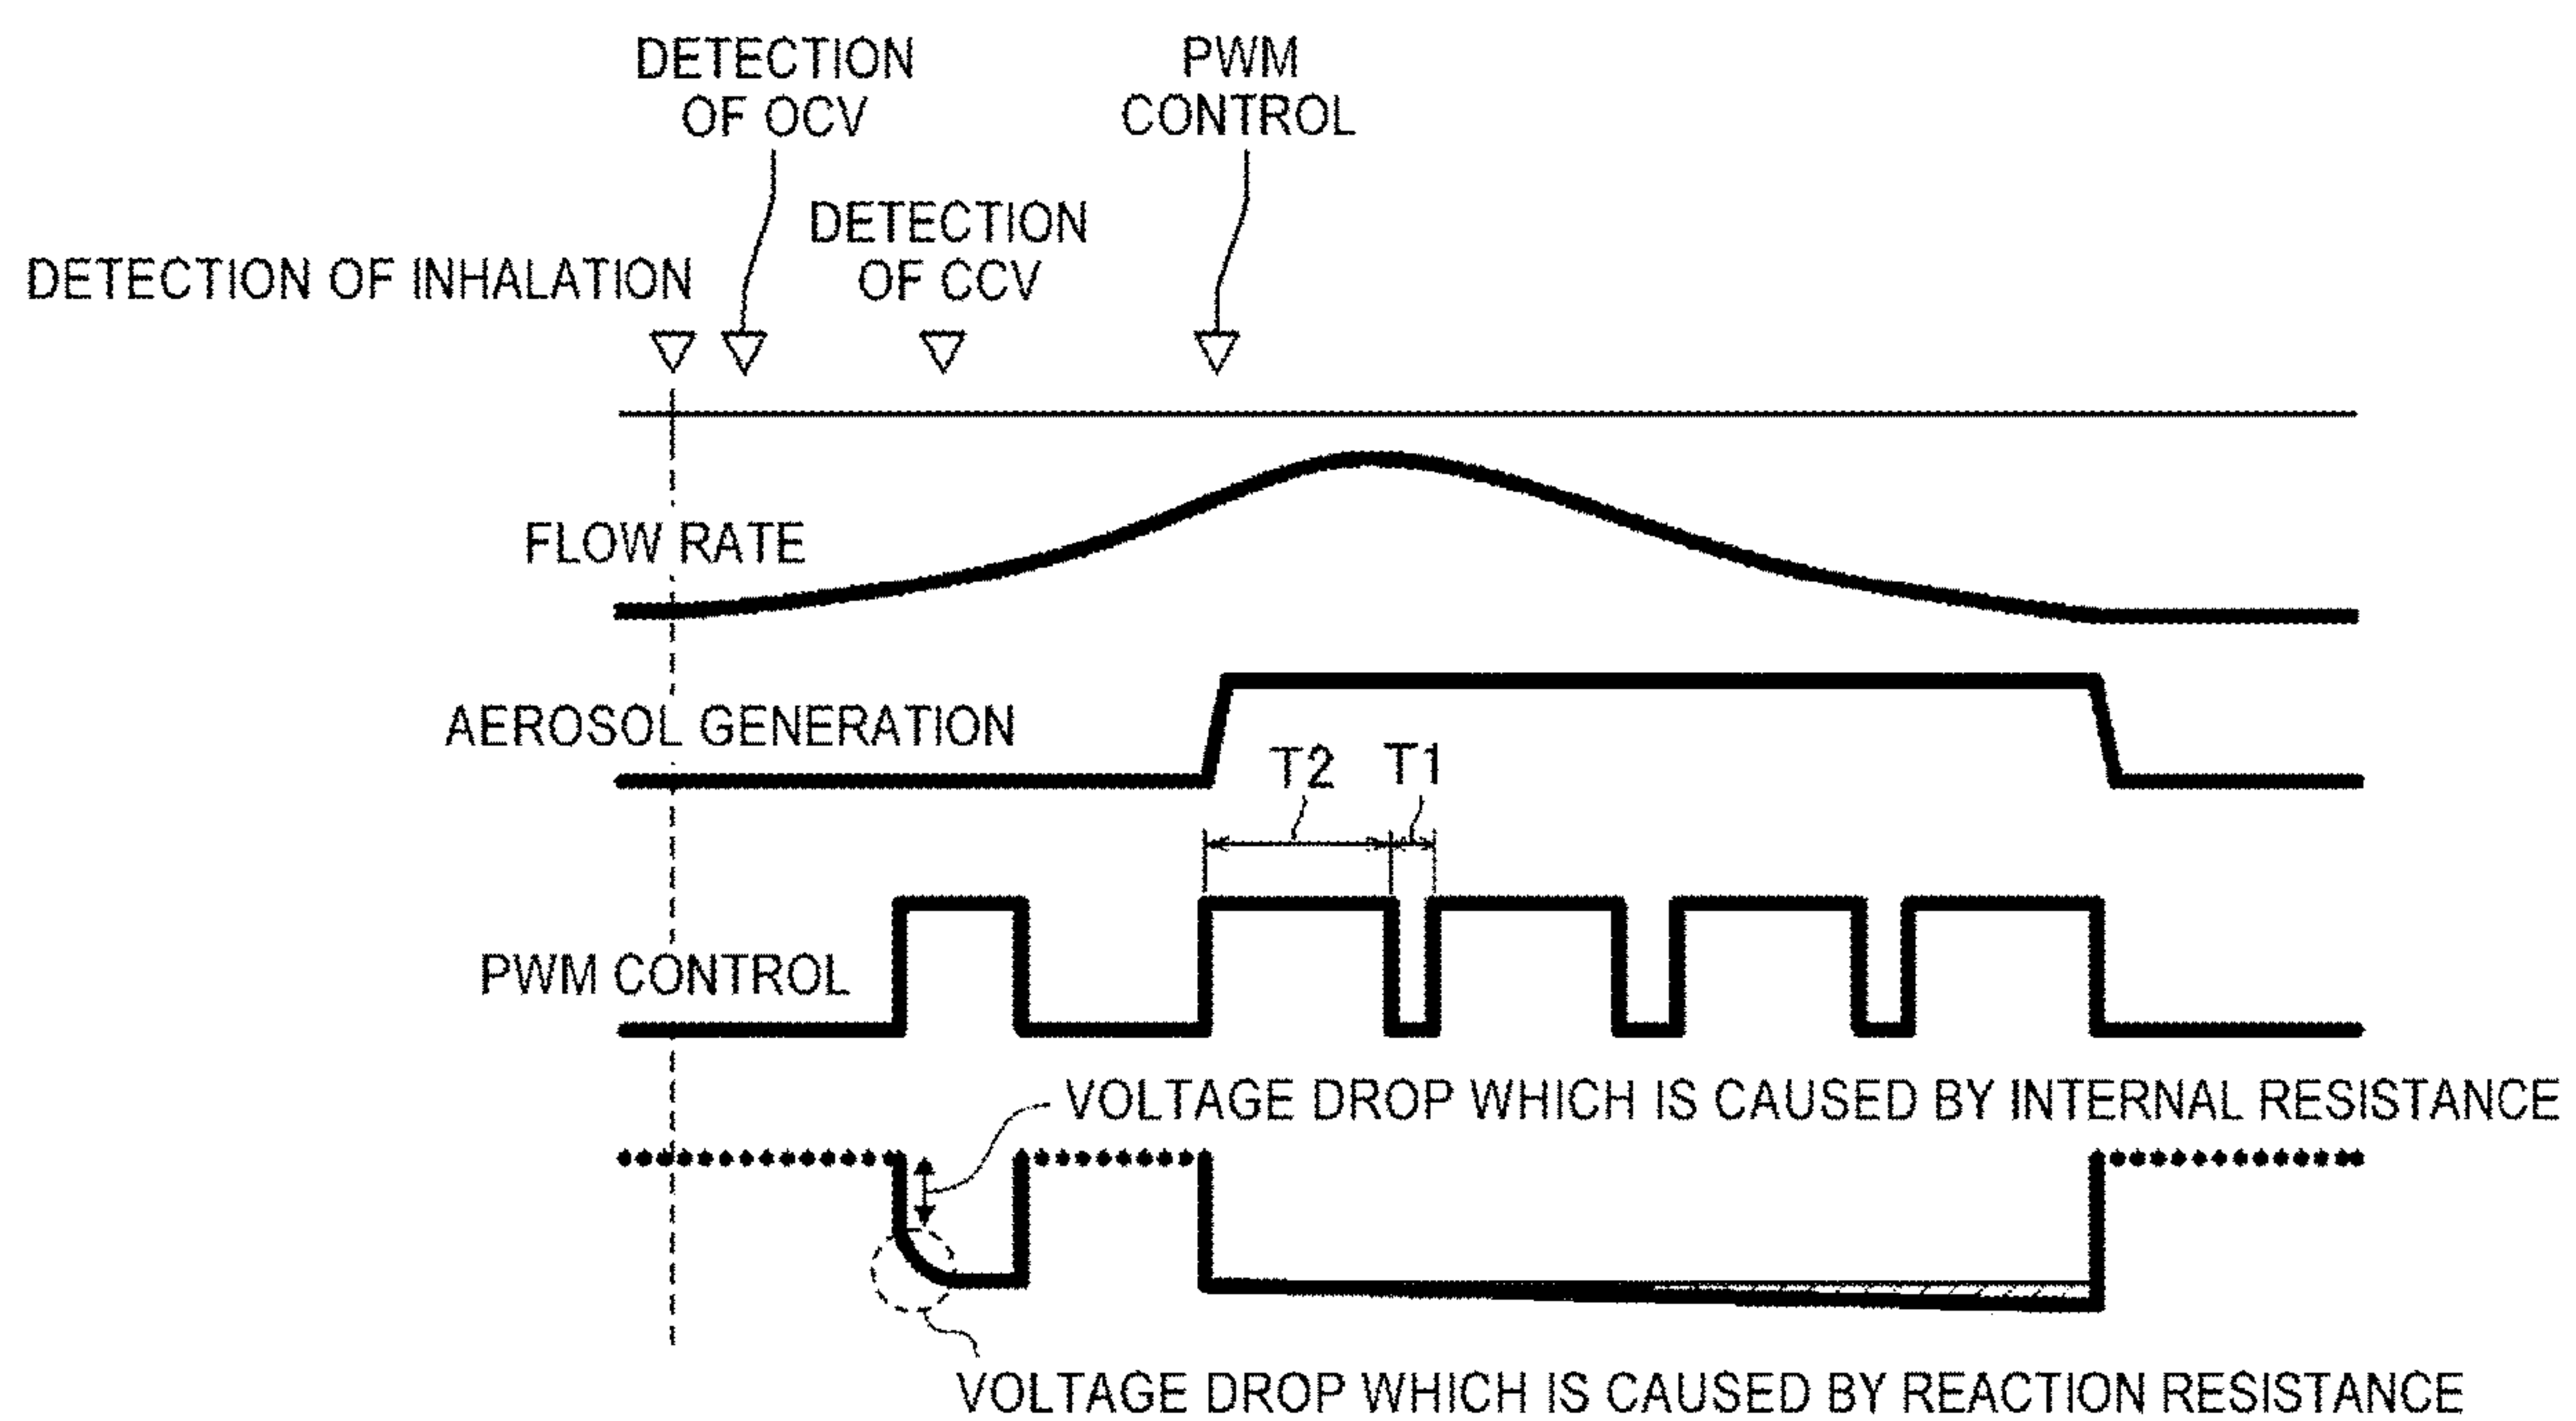 DETECTION
OF OCV
PWM
CONTROL
DETECTION
OF CCV
DETECTION OF INHALATION
FLOW RATE
AEROSOL GENERATION
T2
T1
PWM CONTROL
VOLTAGE DROP WHICH IS CAUSED BY INTERNAL RESISTANCE
VOLTAGE DROP WHICH IS CAUSED BY REACTION RESISTANCE